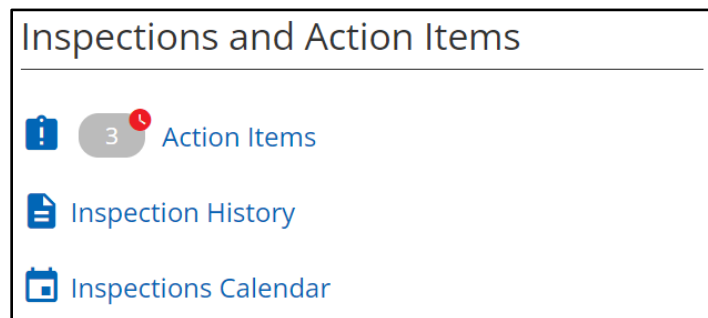 Inspections and Action Items
3 Action Items
Inspection History
Inspections Calendar